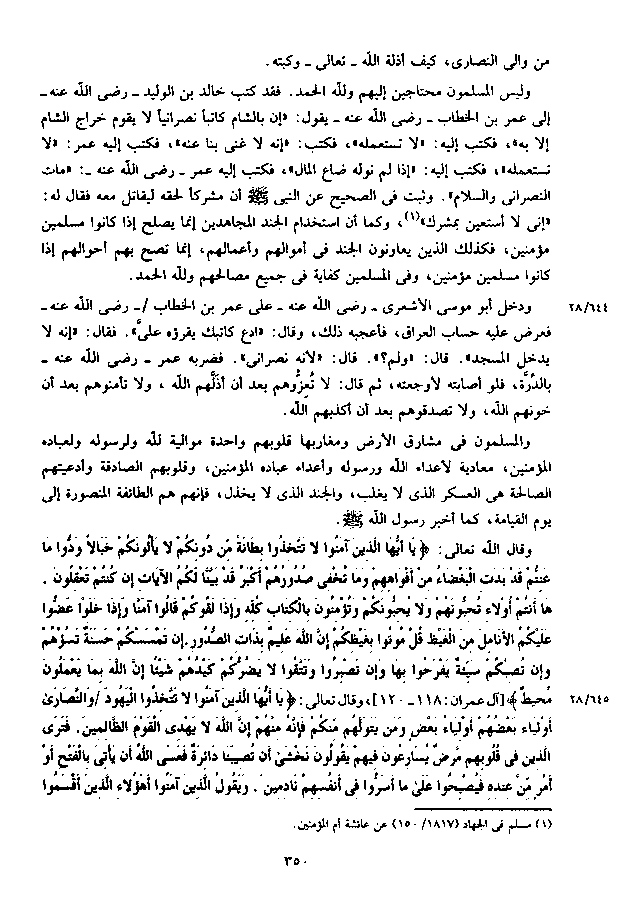 من والى النصارى، كيف أذلة الله ـ تعالى ـ وكبته.
وليس المسلمون محتاجين إليهم ولله الحمد. فقد كتب خالد بن الوليد ـ رضى الله عنه ـ
إلى عمر بن الخطاب ـ رضى الله عنه ـ يقول: «إن بالشام كاتباً نصرانياً لا يقوم خراج الشام
إلا به»، فكتب إليه: «لا تستعمله»، فكتب: «إنه لا غنى بنا عنه»، فكتب إليه عمر: «لا
تستعمله»، فكتب إليه: «إذا لم نوله ضاع المال»، فكتب إليه عمر ـ رضى الله عنه ـ: «مات
النصرانى والسلام». وثبت فى الصحيح عن النبى ﷺ أن مشركاً لحقه ليقاتل معه فقال له:
«إنى لا أستعين بمشرك»(١)، وكما أن استخدام الجند المجاهدين إنما يصلح إذا كانوا مسلمين
مؤمنين، فكذلك الذين يعاونون الجند فى أموالهم وأعمالهم، إنما تصح بهم أحوالهم إذا
كانوا مسلمين مؤمنين، وفى المسلمين كفاية فى جميع مصالحهم ولله الحمد.
٢٨/٦٤٤ ودخل أبو موسى الأشعرى ـ رضى الله عنه ـ على عمر بن الخطاب /ـ رضى الله عنه ـ
فعرض عليه حساب العراق، فأعجبه ذلك، وقال: «ادع كاتبك يقرؤه علىَّ». فقال: «إنه لا
يدخل المسجد». قال: «ولم؟». قال: «لأنه نصرانى». فضربه عمر ـ رضى الله عنه ـ
بالدِّرَّة، فلو أصابته لأوجعته، ثم قال: لا تُعِزُّوهم بعد أن أذَلَّهم الله ، ولا تأمنوهم بعد أن
خونهم الله، ولا تصدقوهم بعد أن أكذبهم الله.
والمسلمون فى مشارق الأرض ومغاربها قلوبهم واحدة موالية لله ولرسوله ولعباده
المؤمنين، معادية لأعداء الله ورسوله وأعداء عباده المؤمنين، وقلوبهم الصادقة وأدعيتهم
الصالحة هى العسكر الذى لا يغلب، والجند الذى لا يخذل، فإنهم هم الطائفة المنصورة إلى
يوم القيامة، كما أخبر رسول الله ﷺ.
وقال الله تعالى: ﴿ يَا أَيُّهَا الَّذِينَ آمَنُوا لا تَتَّخِذُوا بِطَانَةً مِّن دُونِكُمْ لا يَأْلُونَكُمْ خَبَالاً وَدُّوا مَا
عَنِتُّمْ قَدْ بَدَتِ الْبَغْضَاءُ مِنْ أَفْوَاهِهِمْ وَمَا تُخْفِي صُدُورُهُمْ أَكْبَرُ قَدْ بَيَّنَّا لَكُمُ الآيَاتِ إِن كُنتُمْ تَعْقِلُونَ .
هَا أَنتُمْ أُولاءِ تُحِبُّونَهُمْ وَلا يُحِبُّونَكُمْ وَتُؤْمِنُونَ بِالْكِتَابِ كُلِّهِ وَإِذَا لَقُوكُمْ قَالُوا آمَنَّا وَإِذَا خَلَوْا عَضُّوا
عَلَيْكُمُ الأَنَامِلَ مِنَ الْغَيْظِ قُلْ مُوتُوا بِغَيْظِكُمْ إِنَّ اللَّهَ عَلِيمٌ بِذَاتِ الصُّدُورِ. إِن تَمْسَسْكُمْ حَسَنَةٌ تَسُؤْهُمْ
وَإِن تُصِبْكُمْ سَيِّئَةٌ يَفْرَحُوا بِهَا وَإِن تَصْبِرُوا وَتَتَّقُوا لا يَضُرُّكُمْ كَيْدُهُمْ شَيْئًا إِنَّ اللَّهَ بِمَا يَعْمَلُونَ
٢٨/٦٤٥ مُحِيطٌ ﴾[آل عمران: ١١٨ـ ١٢٠]، وقال تعالى: ﴿ يَا أَيُّهَا الَّذِينَ آمَنُوا لا تَتَّخِذُوا الْيَهُودَ /وَالنَّصَارَىٰ
أَوْلِيَاءَ بَعْضُهُمْ أَوْلِيَاءُ بَعْضٍ وَمَن يَتَوَلَّهُم مِّنكُمْ فَإِنَّهُ مِنْهُمْ إِنَّ اللَّهَ لا يَهْدِي الْقَوْمَ الظَّالِمِينَ. فَتَرَى
الَّذِينَ فِي قُلُوبِهِم مَّرَضٌ يُسَارِعُونَ فِيهِمْ يَقُولُونَ نَخْشَىٰ أَن تُصِيبَنَا دَائِرَةٌ فَعَسَى اللَّهُ أَن يَأْتِيَ بِالْفَتْحِ أَوْ
أَمْرٍ مِّنْ عِندِهِ فَيُصْبِحُوا عَلَىٰ مَا أَسَرُّوا فِي أَنفُسِهِمْ نَادِمِينَ . وَيَقُولُ الَّذِينَ آمَنُوا أَهَؤُلاءِ الَّذِينَ أَقْسَمُوا
(١) مسلم فى الجهاد (١٨١٧/ ١٥٠) عن عائشة أم المؤمنين.
٣٥٠